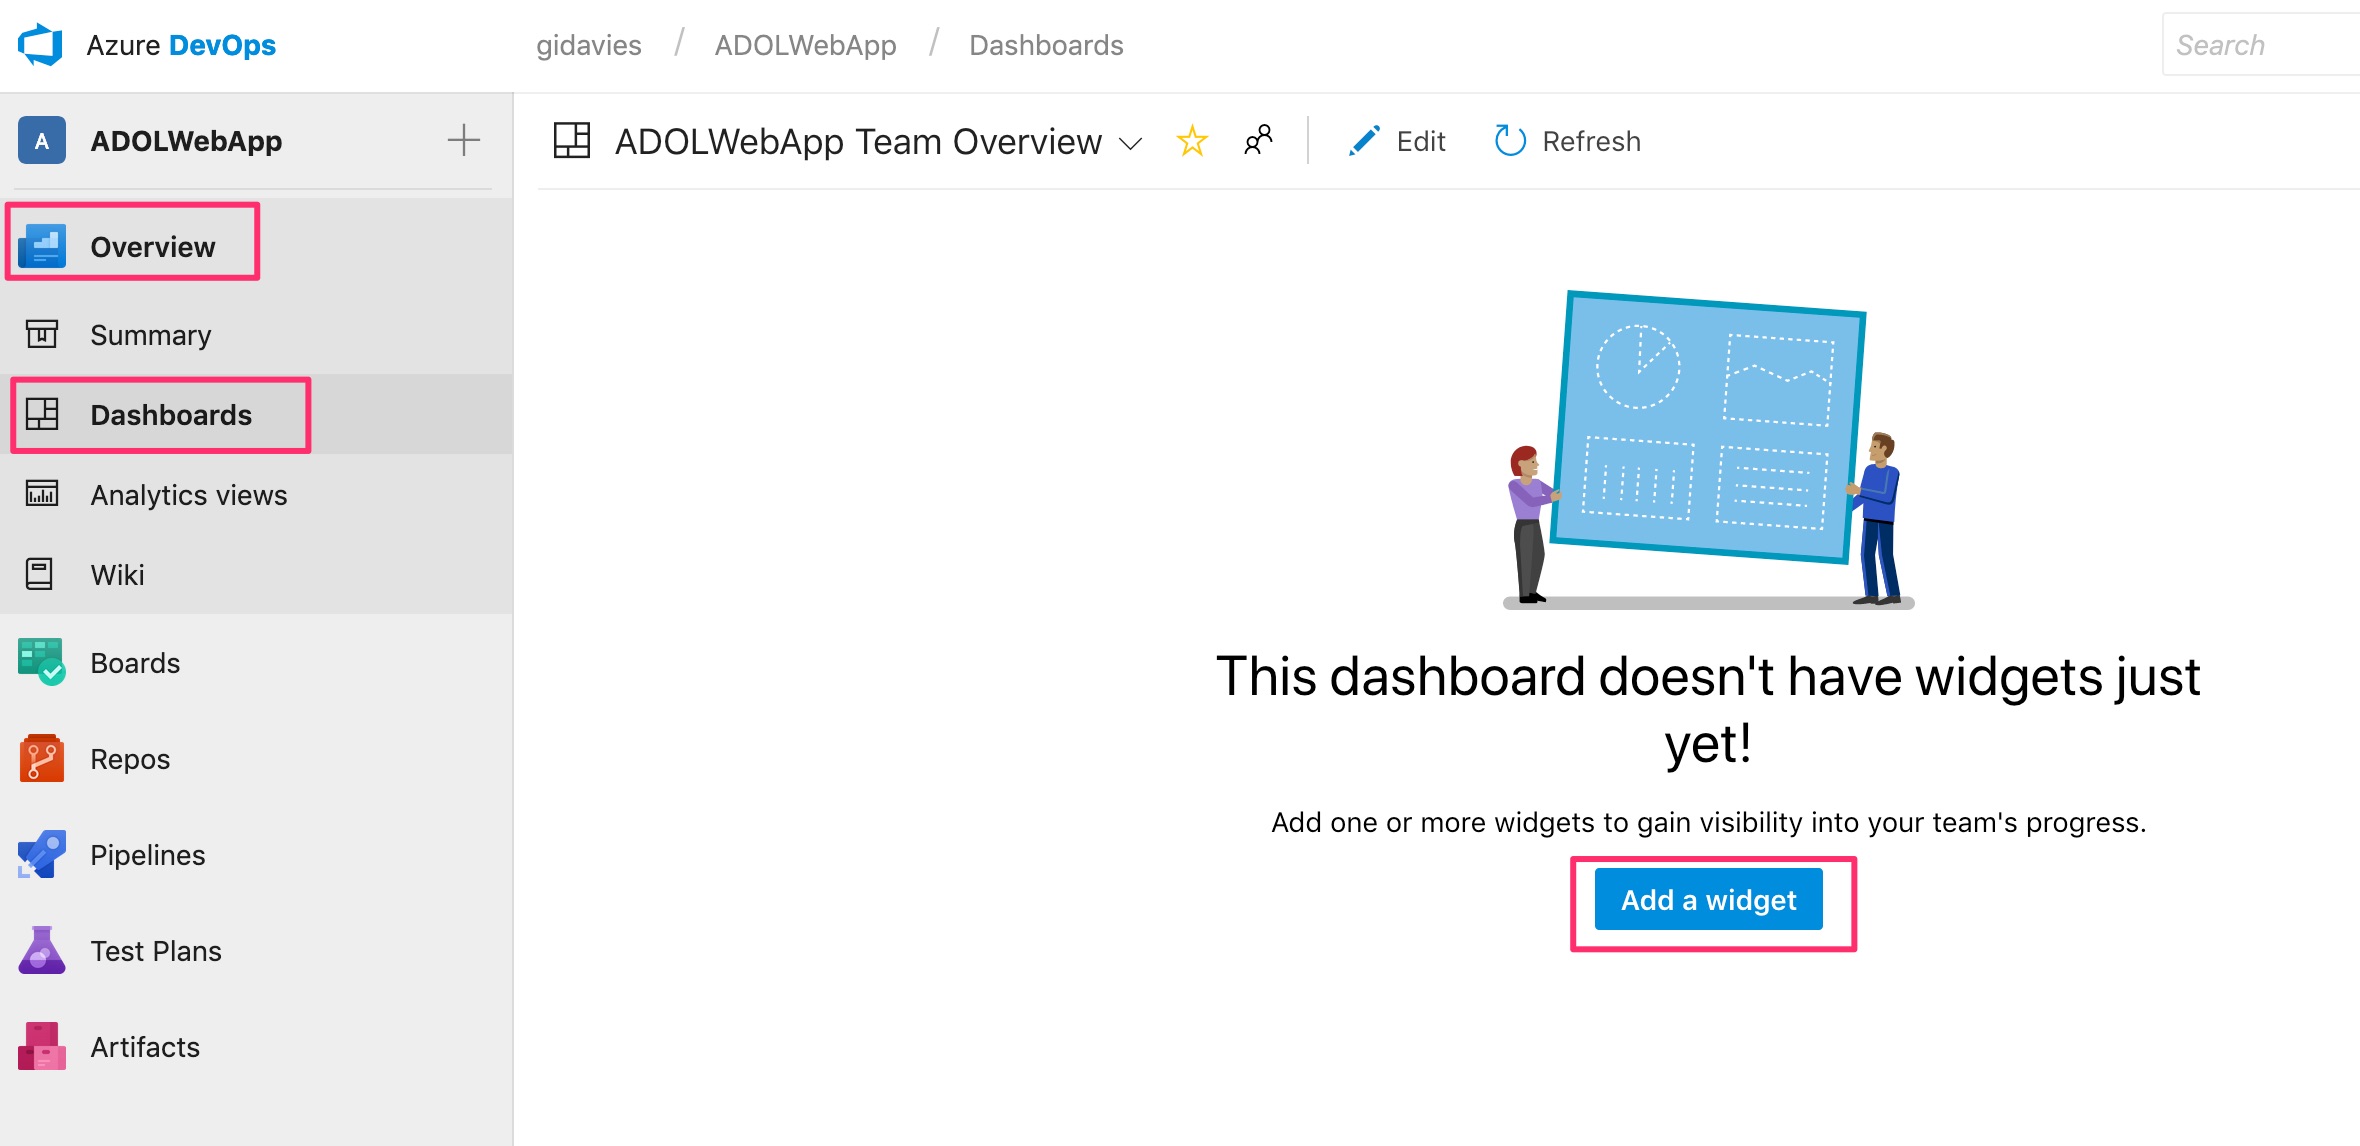 Azure DevOps
gidavies / ADOLWebApp / Dashboards
Search
A ADOLWebApp
ADOLWebApp Team Overview
Edit
Refresh
Overview
Summary
Dashboards
Analytics views
Wiki
Boards
Repos
Pipelines
Test Plans
Artifacts
This dashboard doesn't have widgets just
yet!
Add one or more widgets to gain visibility into your team's progress.
Add a widget